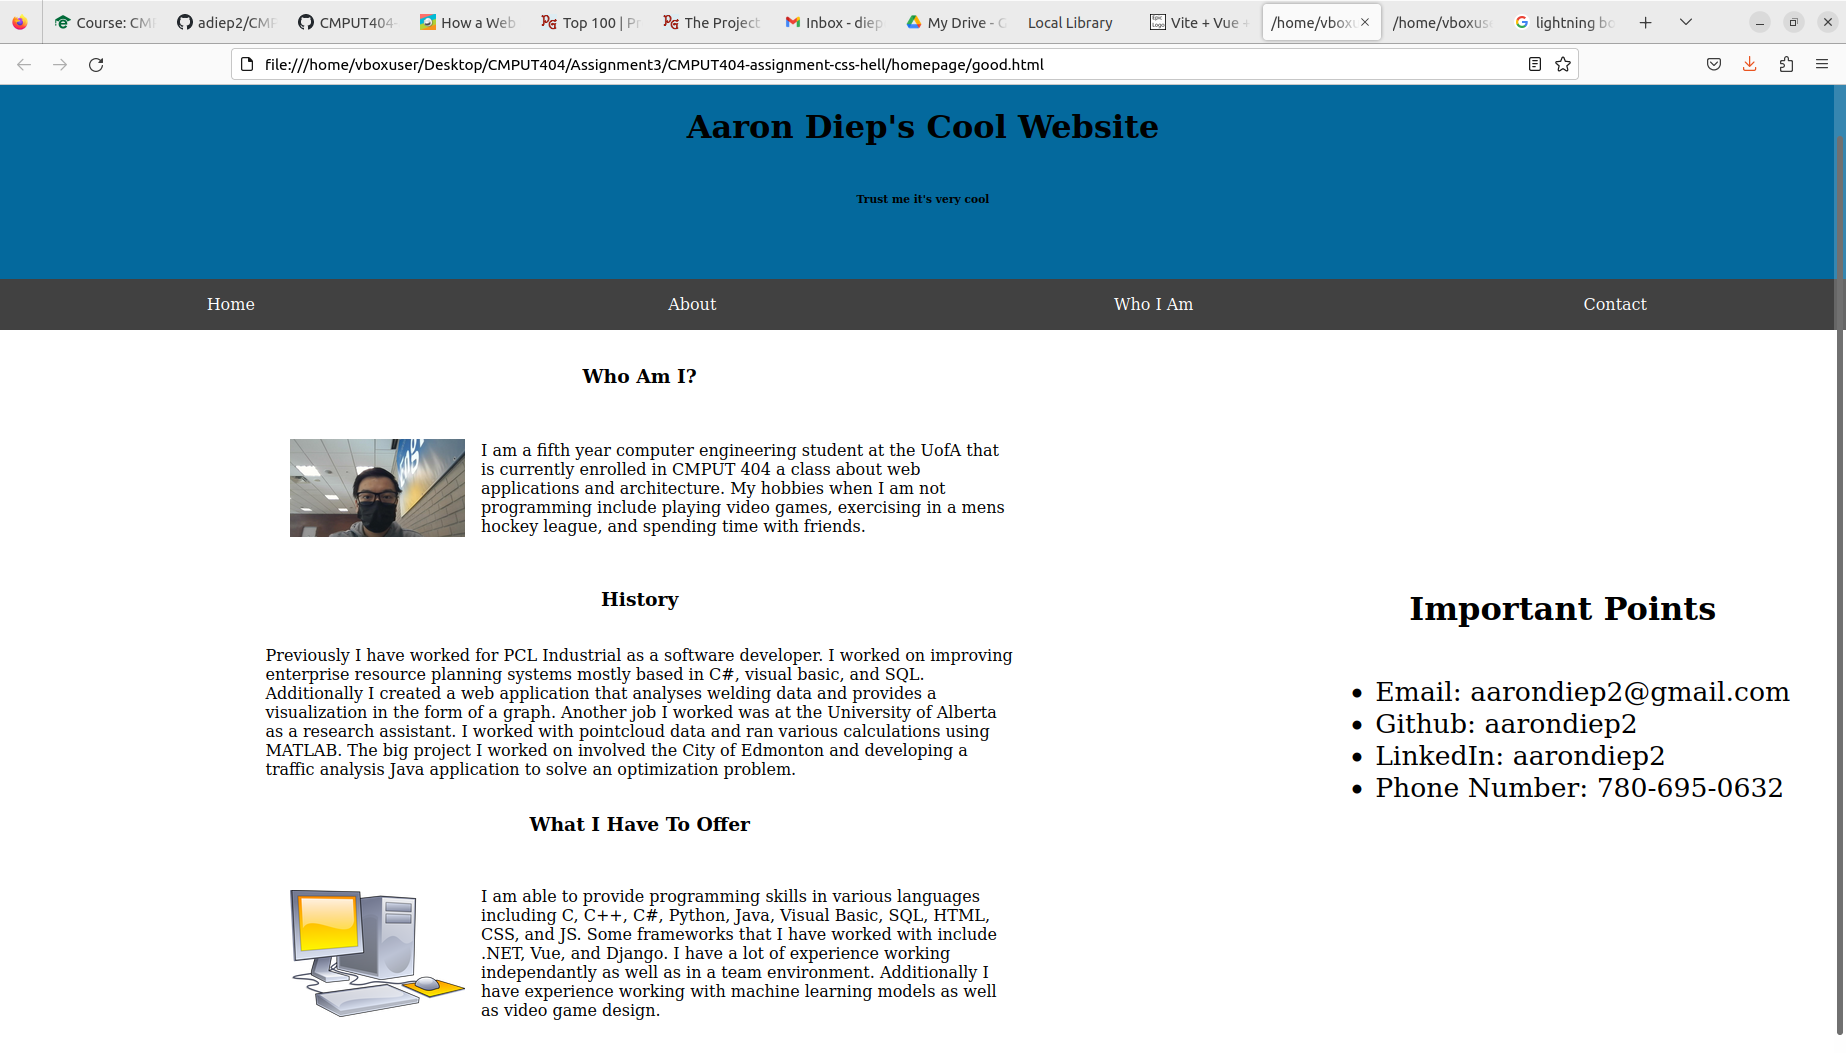 Course: CM
adiep2/CMP
CMPUT404-
How a Web
Top 100 | Pr
The Project
Inbox - diep
My Drive - G
Local Library
Vite + Vue +
/home/vboxu
/home/vboxuse
lightning bo
file:///home/vboxuser/Desktop/CMPUT404/Assignment3/CMPUT404-assignment-css-hell/homepage/good.html
Aaron Diep's Cool Website
Trust me it's very cool
Home About Who I Am Contact
Who Am I?
I am a fifth year computer engineering student at the UofA that
is currently enrolled in CMPUT 404 a class about web
applications and architecture. My hobbies when I am not
programming include playing video games, exercising in a mens
hockey league, and spending time with friends.
History
Previously I have worked for PCL Industrial as a software developer. I worked on improving
enterprise resource planning systems mostly based in C#, visual basic, and SQL.
Additionally I created a web application that analyses welding data and provides a
visualization in the form of a graph. Another job I worked was at the University of Alberta
as a research assistant. I worked with pointcloud data and ran various calculations using
MATLAB. The big project I worked on involved the City of Edmonton and developing a
traffic analysis Java application to solve an optimization problem.
What I Have To Offer
I am able to provide programming skills in various languages
including C, C++, C#, Python, Java, Visual Basic, SQL, HTML,
CSS, and JS. Some frameworks that I have worked with include
.NET, Vue, and Django. I have a lot of experience working
independantly as well as in a team environment. Additionally I
have experience working with machine learning models as well
as video game design.
Important Points
• Email: aarondiep2@gmail.com
• Github: aarondiep2
• LinkedIn: aarondiep2
• Phone Number: 780-695-0632